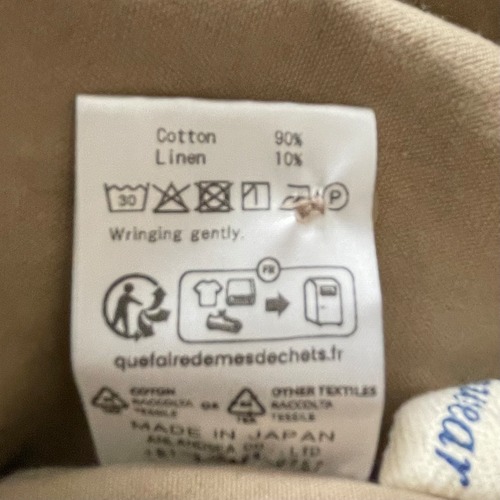 Cotton 90%
Linen 10%
30 P
Wringing gently.
FR
quefairedemesdechets.fr
COTON OTHER TEXTILES
RACCOLTA OR RACCOLTA
TESSILE TESSILE
MADE IN JAPAN